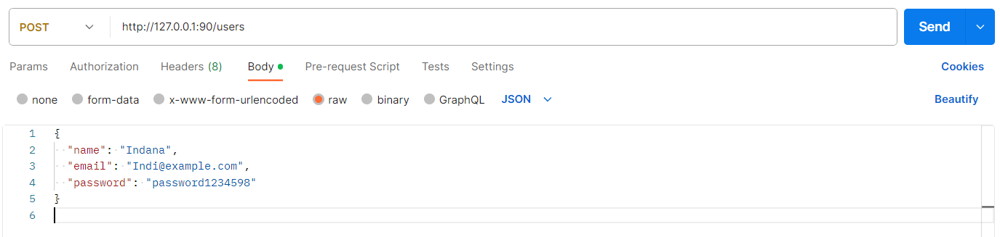 POST http://127.0.0.1:90/users Send
Params Authorization Headers (8) Body Pre-request Script Tests Settings Cookies
none form-data x-www-form-urlencoded raw binary GraphQL JSON Beautify
1 {
2 "name": "Indana",
3 "email": "Indi@example.com",
4 "password": "password1234598"
5 }
6